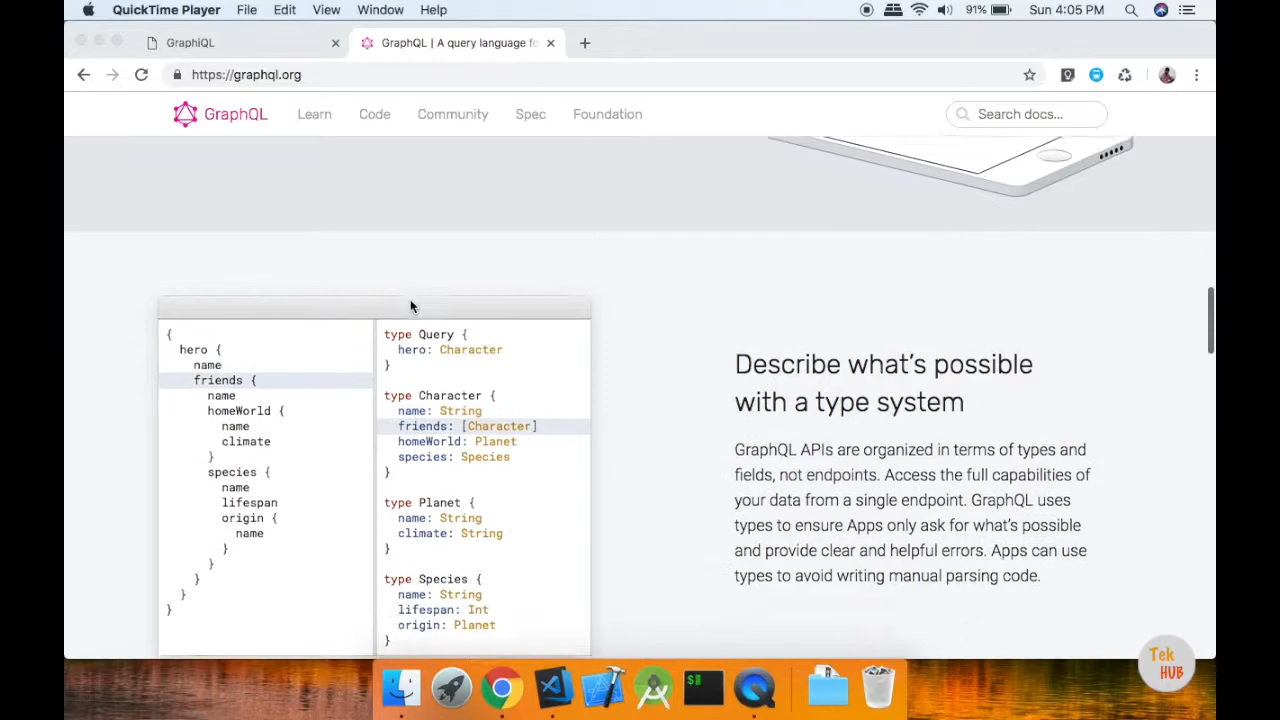 QuickTime Player File Edit View Window Help 91% Sun 4:05 PM
GraphiQL GraphQL | A query language fo
https://graphql.org
GraphQL Learn Code Community Spec Foundation Search docs...
{
hero {
name
friends {
name
homeWorld {
name
climate
}
species {
name
lifespan
origin {
name
}
}
}
}
}
type Query {
hero: Character
}
type Character {
name: String
friends: [Character]
homeWorld: Planet
species: Species
}
type Planet {
name: String
climate: String
}
type Species {
name: String
lifespan: Int
origin: Planet
}
Describe what's possible
with a type system
GraphQL APIs are organized in terms of types and
fields, not endpoints. Access the full capabilities of
your data from a single endpoint. GraphQL uses
types to ensure Apps only ask for what's possible
and provide clear and helpful errors. Apps can use
types to avoid writing manual parsing code.
$
Tek
HUB